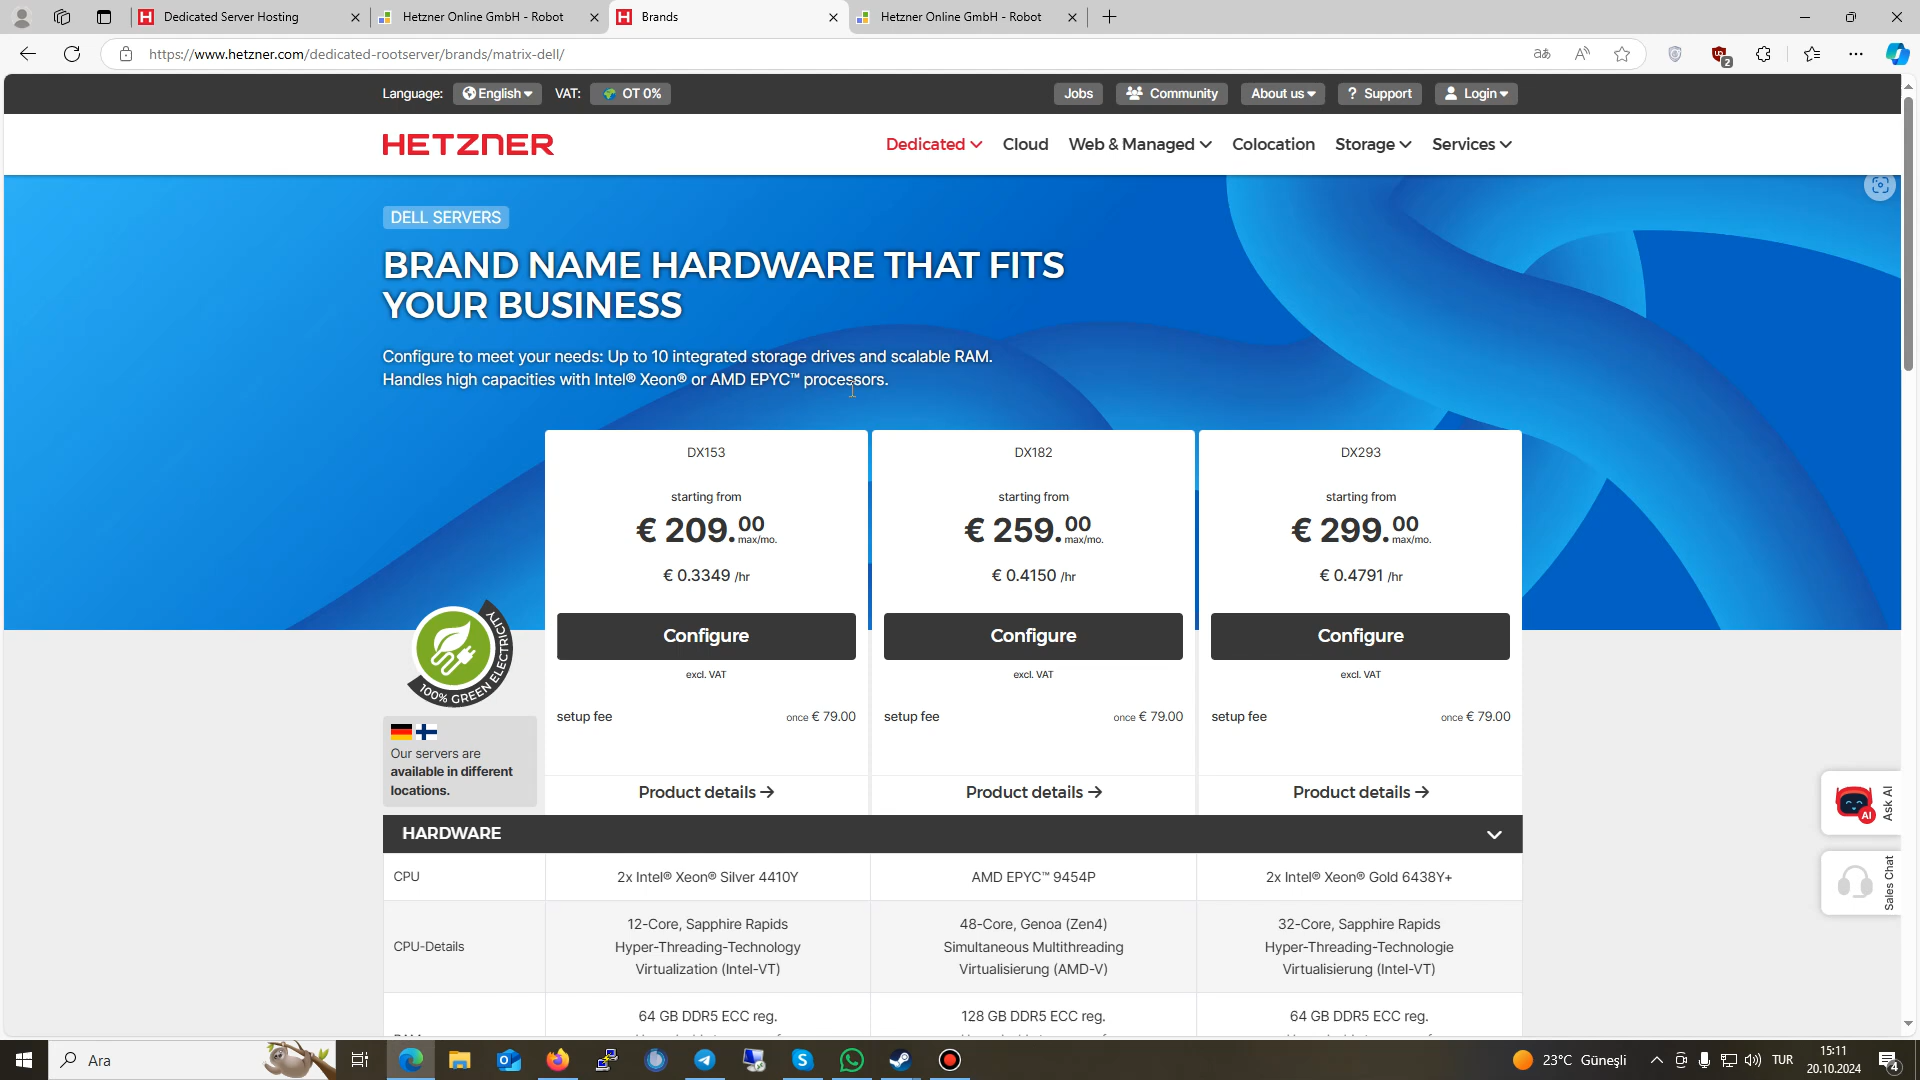 Dedicated Server Hosting
Hetzner Online GmbH - Robot
Brands
Hetzner Online GmbH - Robot
https://www.hetzner.com/dedicated-rootserver/brands/matrix-dell/
2
Language:
English
VAT:
OT 0%
Jobs
Community
About us
? Support
Login
HETZNER
Dedicated
Cloud
Web & Managed
Colocation
Storage
Services
DELL SERVERS
BRAND NAME HARDWARE THAT FITS
YOUR BUSINESS
Configure to meet your needs: Up to 10 integrated storage drives and scalable RAM.
Handles high capacities with Intel® Xeon® or AMD EPYC™ processors.
DX153
starting from
€ 209.00 max/mo.
€ 0.3349 /hr
Configure
excl. VAT
setup fee
once € 79.00
Product details →
DX182
starting from
€ 259.00 max/mo.
€ 0.4150 /hr
Configure
excl. VAT
setup fee
once € 79.00
Product details →
DX293
starting from
€ 299.00 max/mo.
€ 0.4791 /hr
Configure
excl. VAT
setup fee
once € 79.00
Product details →
100% GREEN ELECTRICITY
Our servers are
available in different
locations.
HARDWARE
CPU
2x Intel® Xeon® Silver 4410Y
AMD EPYC™ 9454P
2x Intel® Xeon® Gold 6438Y+
CPU-Details
12-Core, Sapphire Rapids
Hyper-Threading-Technology
Virtualization (Intel-VT)
48-Core, Genoa (Zen4)
Simultaneous Multithreading
Virtualisierung (AMD-V)
32-Core, Sapphire Rapids
Hyper-Threading-Technologie
Virtualisierung (Intel-VT)
64 GB DDR5 ECC reg.
128 GB DDR5 ECC reg.
64 GB DDR5 ECC reg.
AI
Ask AI
Sales Chat
Ara
23°C Güneşli
TUR
15:11
20.10.2024
4